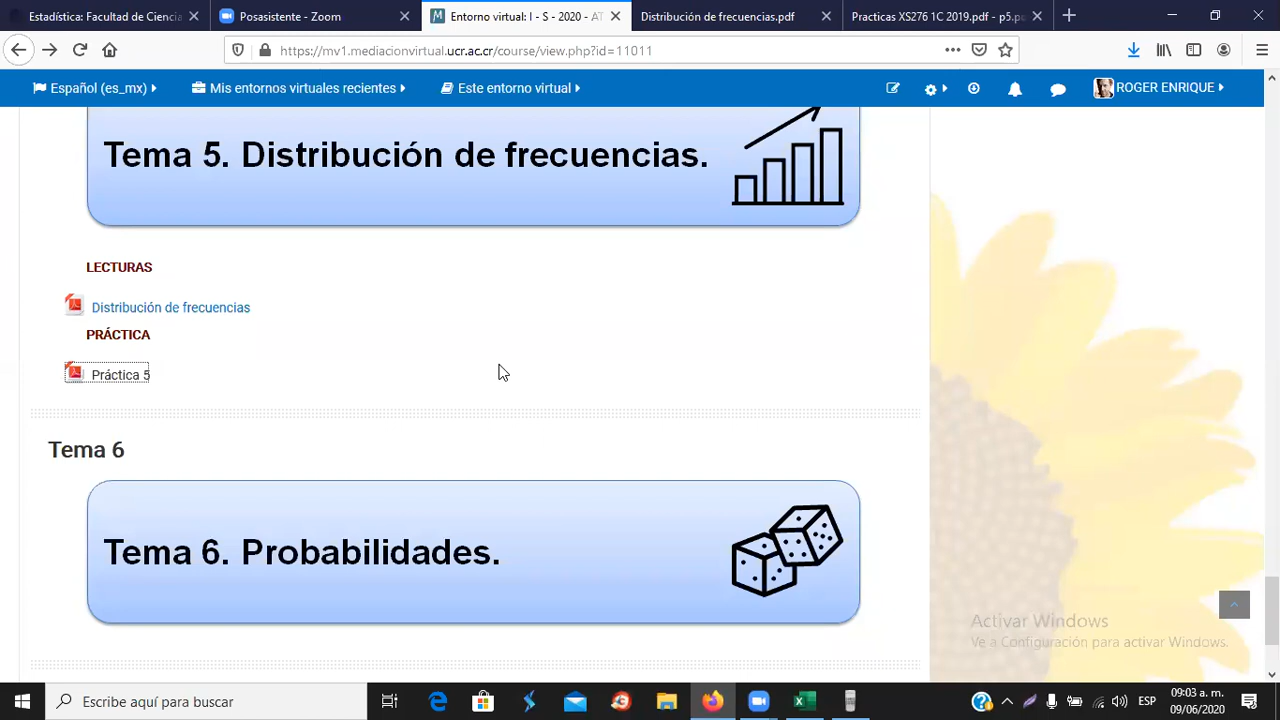 Estadística: Facultad de Ciencia
Posasistente - Zoom
Entorno virtual: I - S - 2020 - AT
Distribución de frecuencias.pdf
Practicas XS276 1C 2019.pdf - p5.pu
https://mv1.mediacionvirtual.ucr.ac.cr/course/view.php?id=11011
Español (es_mx)
Mis entornos virtuales recientes
Este entorno virtual
ROGER ENRIQUE
Tema 5. Distribución de frecuencias.
LECTURAS
Distribución de frecuencias
PRÁCTICA
Práctica 5
Tema 6
Tema 6. Probabilidades.
Activar Windows
Ve a Configuración para activar Windows.
Escribe aquí para buscar
ESP
09:03 a. m.
09/06/2020